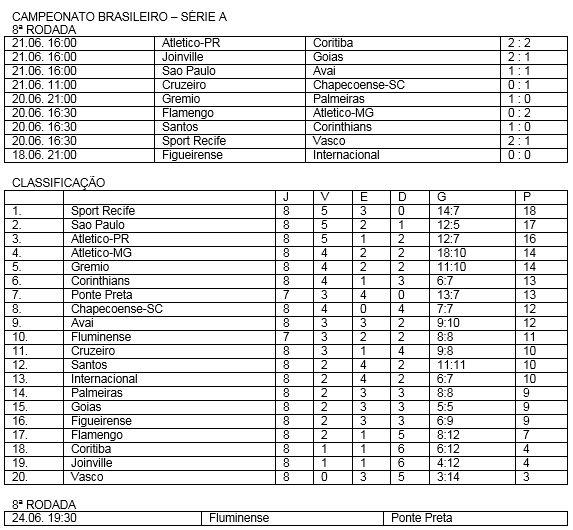 CAMPEONATO BRASILEIRO – SÉRIE A
8ª RODADA
21.06. 16:00 Atletico-PR Coritiba 2 : 2
21.06. 16:00 Joinville Goias 2 : 1
21.06. 16:00 Sao Paulo Avai 1 : 1
21.06. 11:00 Cruzeiro Chapecoense-SC 0 : 1
20.06. 21:00 Gremio Palmeiras 1 : 0
20.06. 16:30 Flamengo Atletico-MG 0 : 2
20.06. 16:30 Santos Corinthians 1 : 0
20.06. 16:30 Sport Recife Vasco 2 : 1
18.06. 21:00 Figueirense Internacional 0 : 0
CLASSIFICAÇÃO
J V E D G P
1. Sport Recife 8 5 3 0 14:7 18
2. Sao Paulo 8 5 2 1 12:5 17
3. Atletico-PR 8 5 1 2 12:7 16
4. Atletico-MG 8 4 2 2 18:10 14
5. Gremio 8 4 2 2 11:10 14
6. Corinthians 8 4 1 3 6:7 13
7. Ponte Preta 7 3 4 0 13:7 13
8. Chapecoense-SC 8 4 0 4 7:7 12
9. Avai 8 3 3 2 9:10 12
10. Fluminense 7 3 2 2 8:8 11
11. Cruzeiro 8 3 1 4 9:8 10
12. Santos 8 2 4 2 11:11 10
13. Internacional 8 2 4 2 6:7 10
14. Palmeiras 8 2 3 3 8:8 9
15. Goias 8 2 3 3 5:5 9
16. Figueirense 8 2 3 3 6:9 9
17. Flamengo 8 2 1 5 8:12 7
18. Coritiba 8 1 1 6 6:12 4
19. Joinville 8 1 1 6 4:12 4
20. Vasco 8 0 3 5 3:14 3
8ª RODADA
24.06. 19:30 Fluminense Ponte Preta